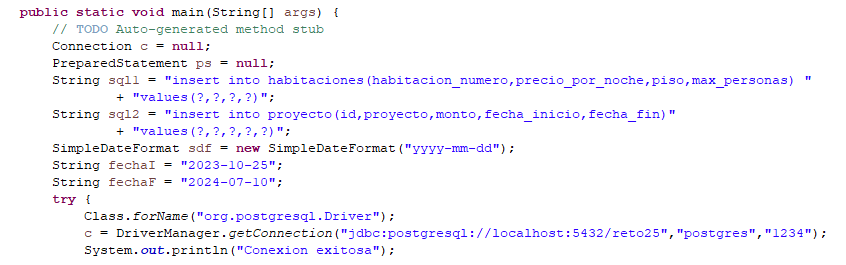 public static void main(String[] args) {
// TODO Auto-generated method stub
Connection c = null;
PreparedStatement ps = null;
String sql1 = "insert into habitaciones(habitacion_numero,precio_por_noche,piso,max_personas) "
+ "values(?,?,?,?)";
String sql2 = "insert into proyecto(id,proyecto,monto,fecha_inicio,fecha_fin)"
+ "values(?,?,?,?,?)";
SimpleDateFormat sdf = new SimpleDateFormat("yyyy-mm-dd");
String fechaI = "2023-10-25";
String fechaF = "2024-07-10";
try {
Class.forName("org.postgresql.Driver");
c = DriverManager.getConnection("jdbc:postgresql://localhost:5432/reto25","postgres","1234");
System.out.println("Conexion exitosa");